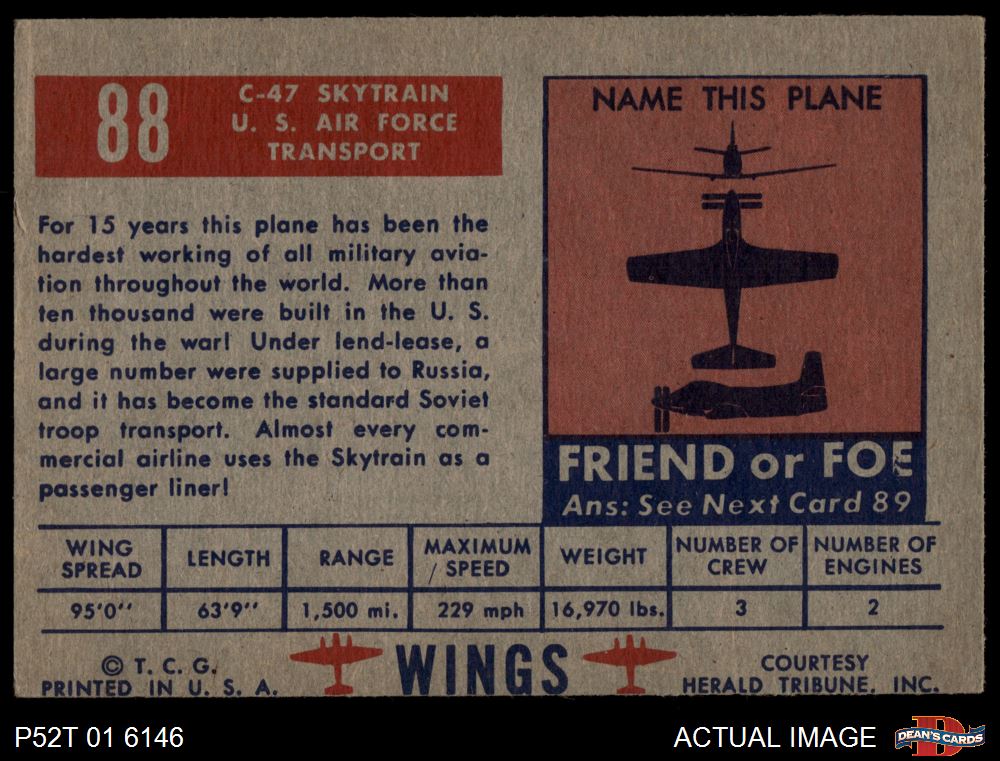 88
C-47 SKYTRAIN
U. S. AIR FORCE
TRANSPORT
For 15 years this plane has been the
hardest working of all military avia-
tion throughout the world. More than
ten thousand were built in the U. S.
during the war! Under lend-lease, a
large number were supplied to Russia,
and it has become the standard Soviet
troop transport. Almost every com-
mercial airline uses the Skytrain as a
passenger liner!
NAME THIS PLANE
FRIEND or FOE
Ans: See Next Card 89
WING SPREAD
LENGTH
RANGE
MAXIMUM SPEED
WEIGHT
NUMBER OF CREW
NUMBER OF ENGINES
95'0"
63'9"
1,500 mi.
229 mph
16,970 lbs.
3
2
© T. C. G.
PRINTED IN U. S. A.
WINGS
COURTESY
HERALD TRIBUNE, INC.
P52T 01 6146
ACTUAL IMAGE
DEAN'S CARDS